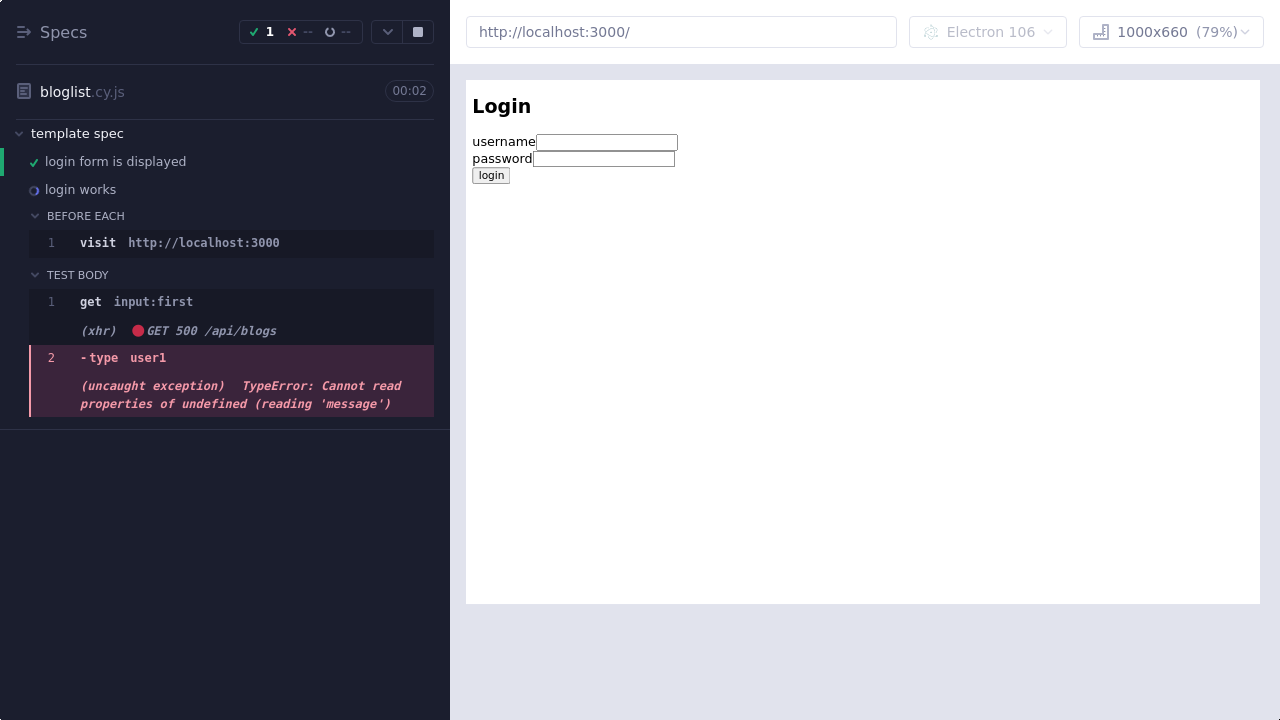 Specs
1 -- --
bloglist.cy.js 00:02
template spec
login form is displayed
login works
BEFORE EACH
1 visit http://localhost:3000
TEST BODY
1 get input:first
(xhr) GET 500 /api/blogs
2 -type user1
(uncaught exception) TypeError: Cannot read
properties of undefined (reading 'message')
http://localhost:3000/
Electron 106
1000x660 (79%)
Login
username
password
login